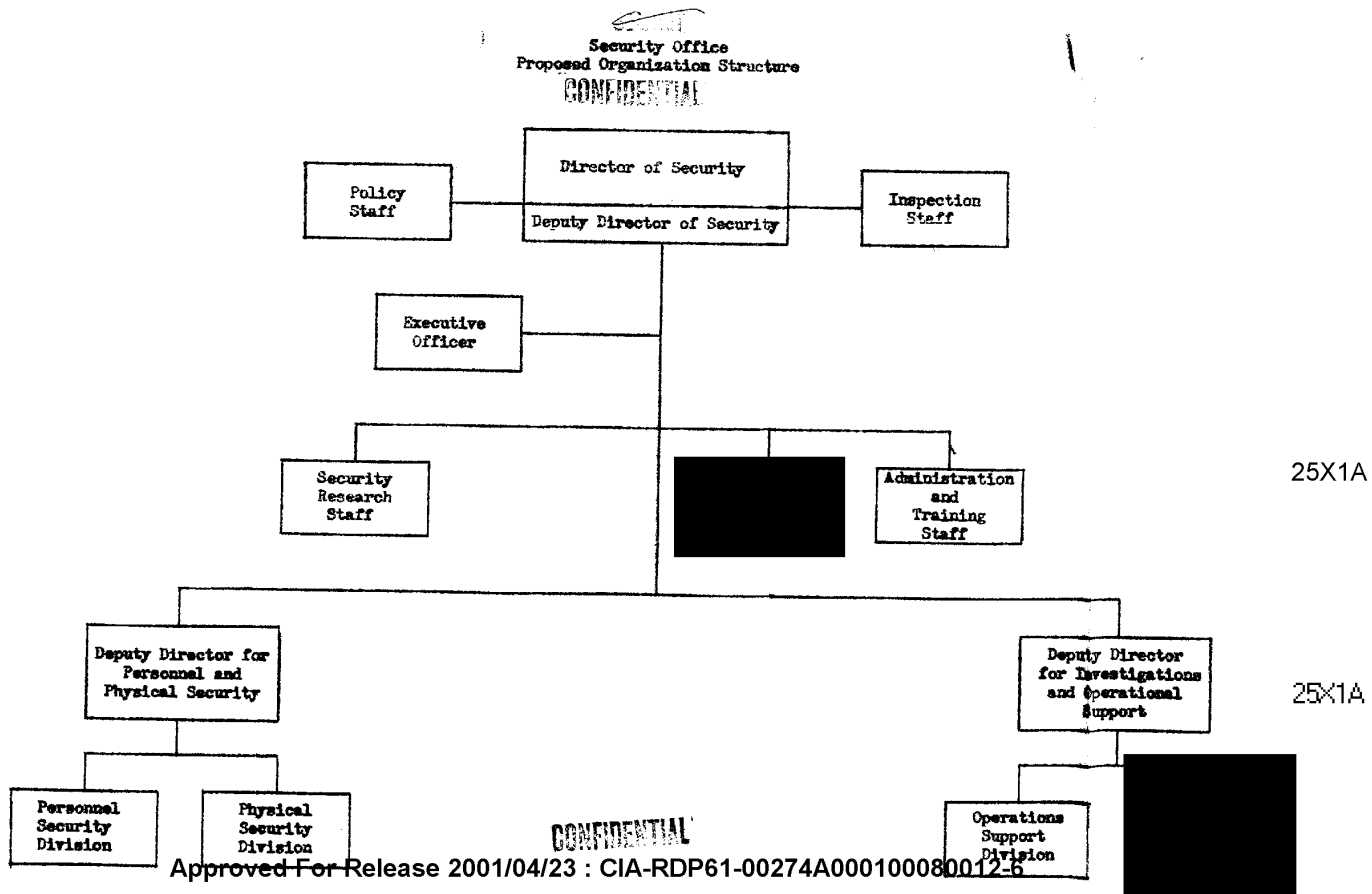 Security Office
Proposed Organization Structure
CONFIDENTIAL
Director of Security
Policy
Staff
Inspection
Staff
Deputy Director of Security
Executive
Officer
Security
Research
Staff
Administration
and
Training
Staff
25X1A
Deputy Director for
Personnel and
Physical Security
Deputy Director
for Investigations
and Operational
Support
25X1A
Personnel
Security
Division
Physical
Security
Division
Operations
Support
Division
CONFIDENTIAL
Approved For Release 2001/04/23 : CIA-RDP61-00274A000100080012-6